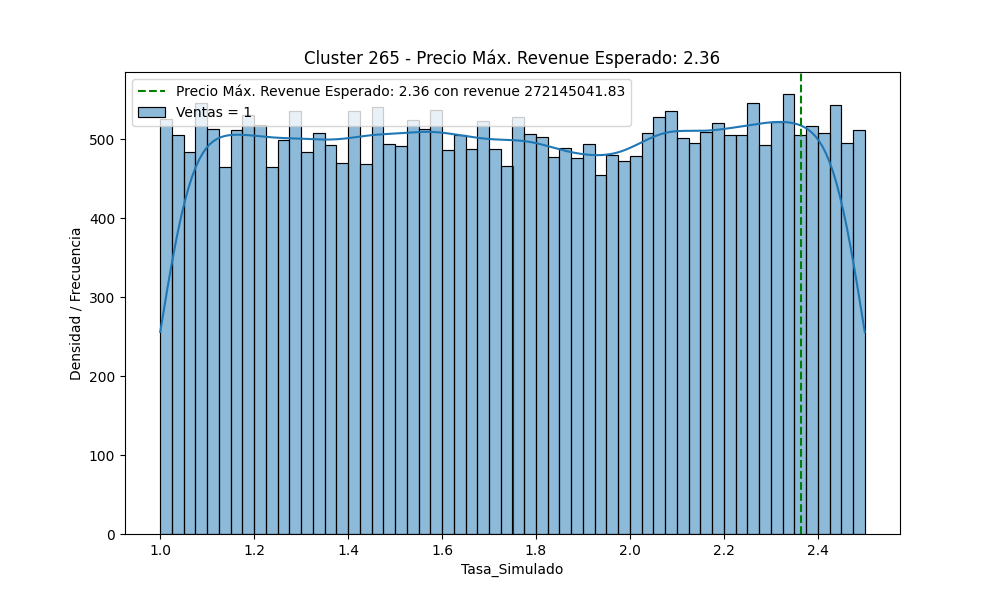 Cluster 265 - Precio Máx. Revenue Esperado: 2.36
Precio Máx. Revenue Esperado: 2.36 con revenue 272145041.83
Ventas = 1
Densidad / Frecuencia
500
400
300
200
100
0
1.0 1.2 1.4 1.6 1.8 2.0 2.2 2.4
Tasa_Simulado